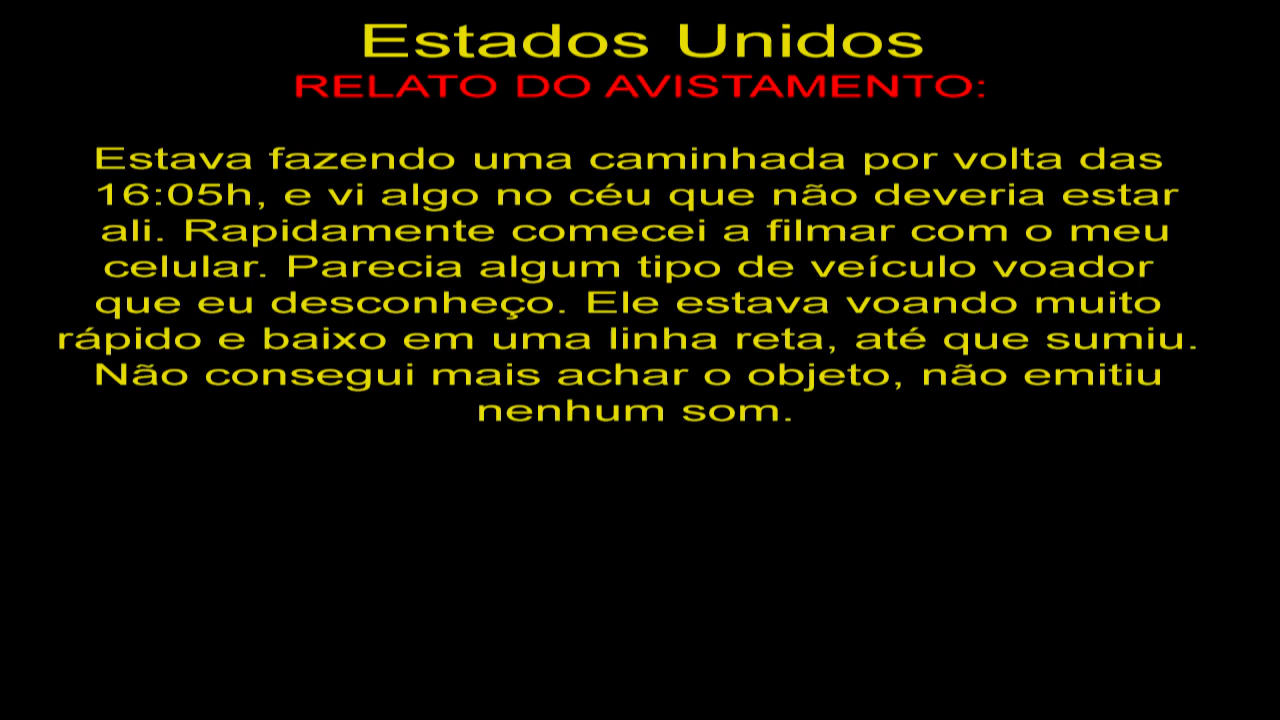 Estados Unidos
RELATO DO AVISTAMENTO:
Estava fazendo uma caminhada por volta das
16:05h, e vi algo no céu que não deveria estar
ali. Rapidamente comecei a filmar com o meu
celular. Parecia algum tipo de veículo voador
que eu desconheço. Ele estava voando muito
rápido e baixo em uma linha reta, até que sumiu.
Não consegui mais achar o objeto, não emitiu
nenhum som.